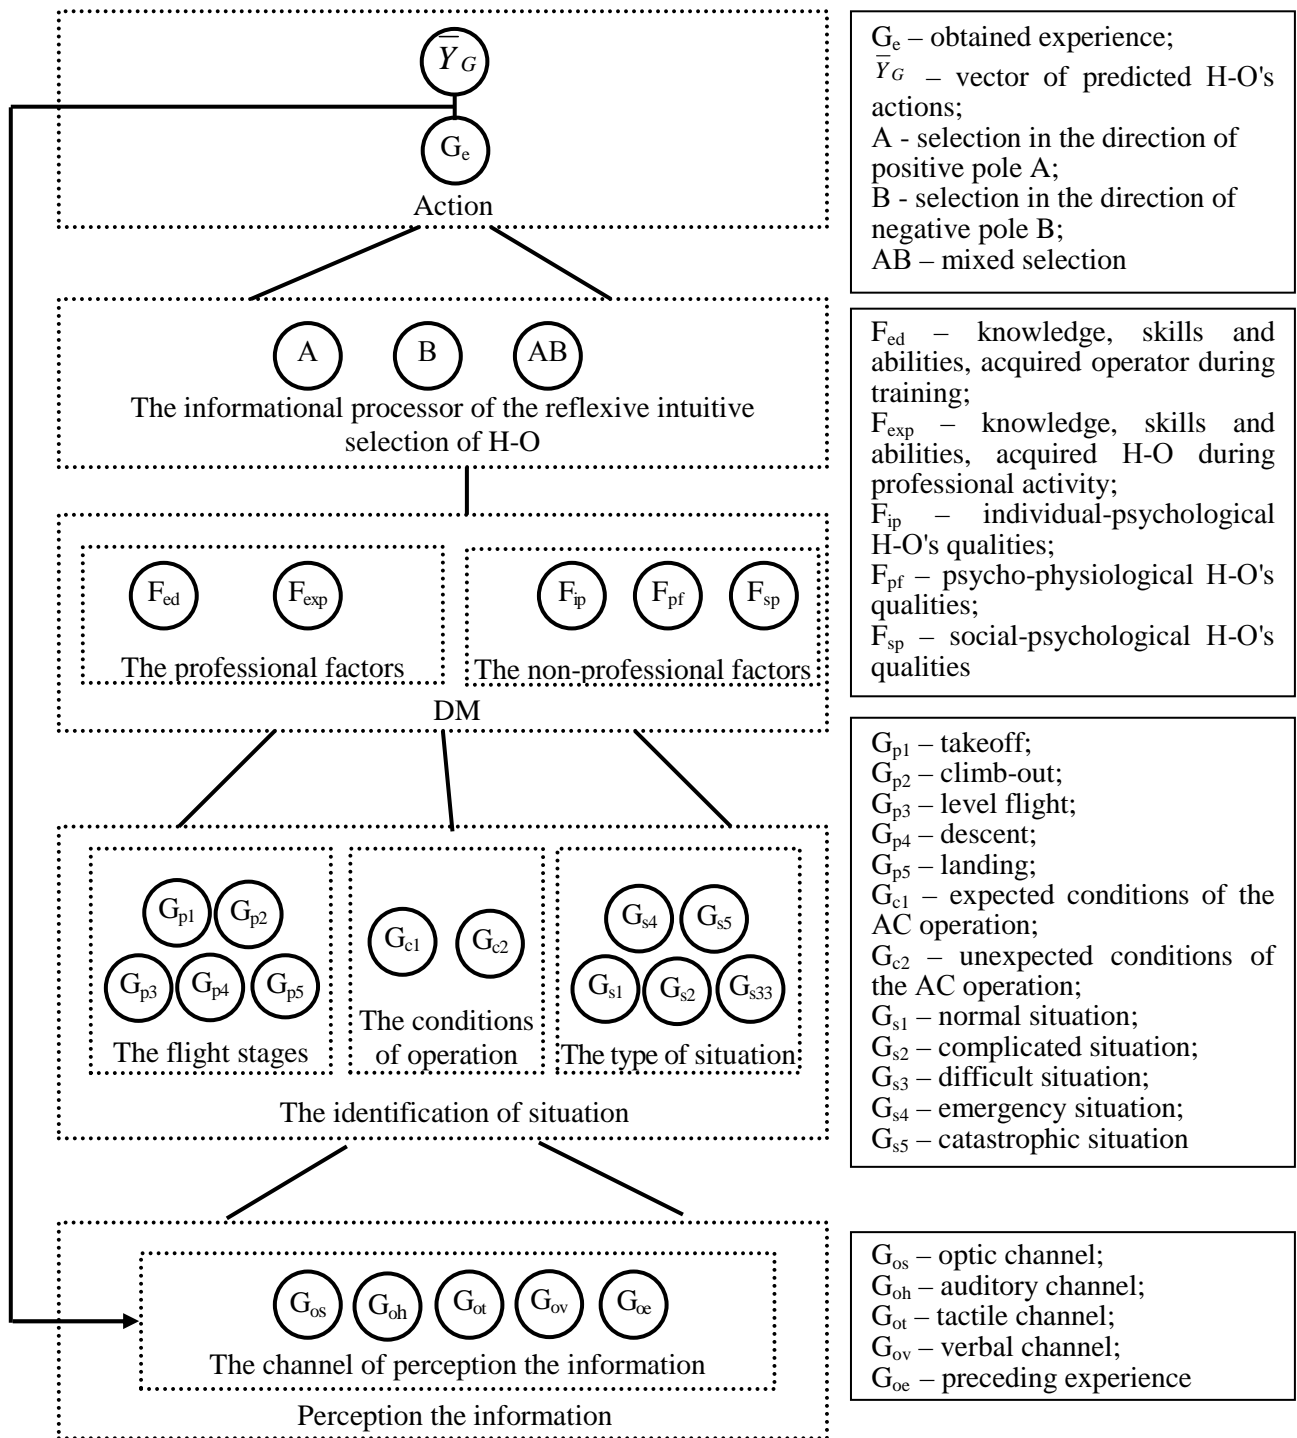 Y̅G
Ge
Action
A B AB
The informational processor of the reflexive intuitive
selection of H-O
Fed Fexp
The professional factors
Fip Fpf Fsp
The non-professional factors
DM
Gp1 Gp2
Gp3 Gp4 Gp5
The flight stages
Gc1 Gc2
The conditions
of operation
Gs4 Gs5
Gs1 Gs2 Gs33
The type of situation
The identification of situation
Gos Goh Got Gov Goe
The channel of perception the information
Perception the information
Ge – obtained experience;
Y̅G – vector of predicted H-O's
actions;
A - selection in the direction of
positive pole A;
B - selection in the direction of
negative pole B;
AB – mixed selection
Fed – knowledge, skills and
abilities, acquired operator during
training;
Fexp – knowledge, skills and
abilities, acquired H-O during
professional activity;
Fip – individual-psychological
H-O's qualities;
Fpf – psycho-physiological H-O's
qualities;
Fsp – social-psychological H-O's
qualities
Gp1 – takeoff;
Gp2 – climb-out;
Gp3 – level flight;
Gp4 – descent;
Gp5 – landing;
Gc1 – expected conditions of the
AC operation;
Gc2 – unexpected conditions of
the AC operation;
Gs1 – normal situation;
Gs2 – complicated situation;
Gs3 – difficult situation;
Gs4 – emergency situation;
Gs5 – catastrophic situation
Gos – optic channel;
Goh – auditory channel;
Got – tactile channel;
Gov – verbal channel;
Goe – preceding experience